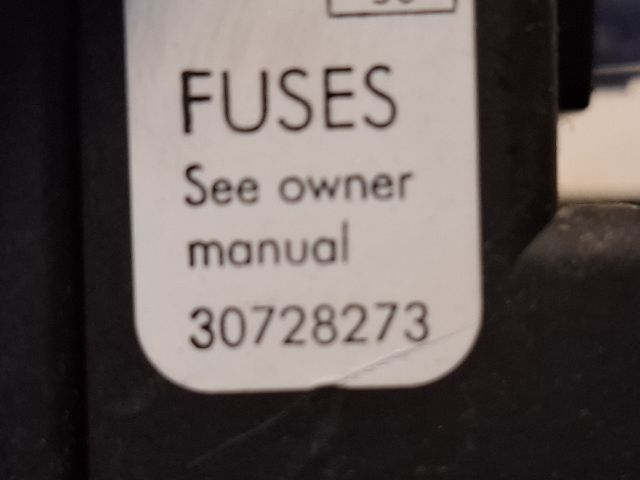 FUSES
See owner
manual
30728273